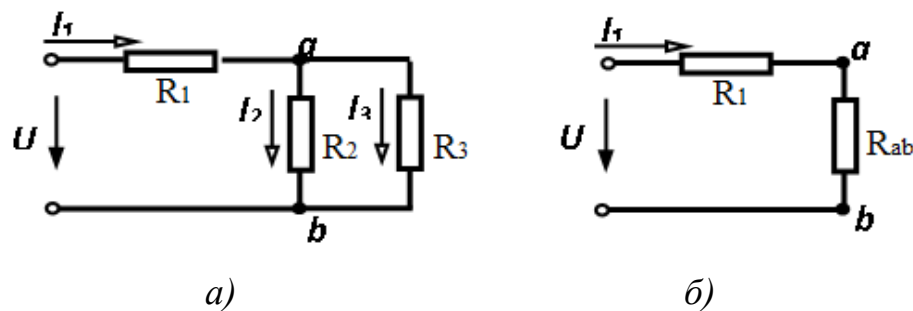 I₁ a
R₁
U I₂ R₂ I₃ R₃
b
а)
I₁ a
R₁
U Rab
b
б)